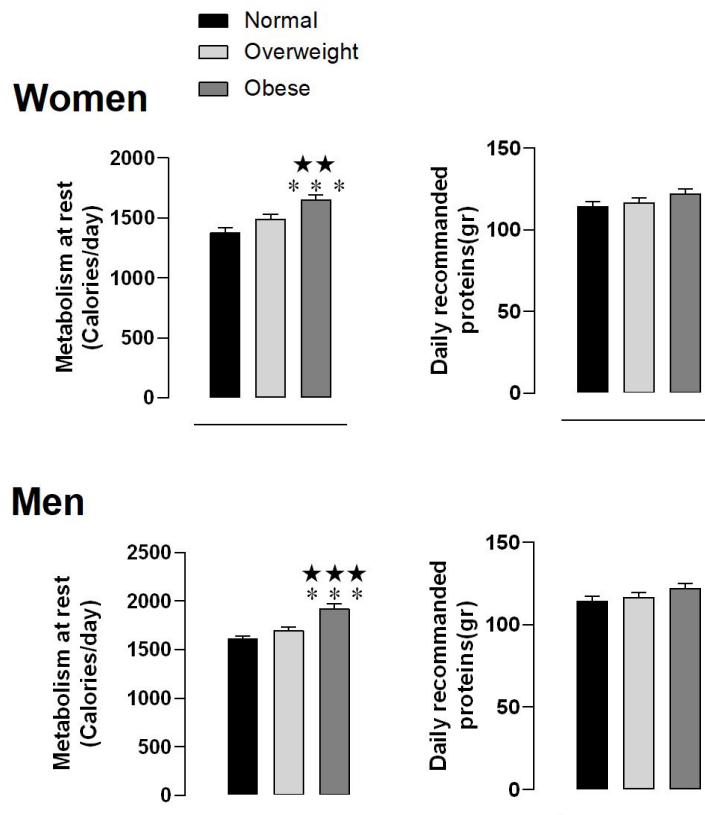 Normal
Overweight
Obese
Women
Metabolism at rest
(Calories/day)
2000
1500
1000
500
0
★★
* * *
Daily recommanded
proteins(gr)
150
100
50
0
Men
Metabolism at rest
(Calories/day)
2500
2000
1500
1000
500
0
★★★
* * *
Daily recommanded
proteins(gr)
150
100
50
0